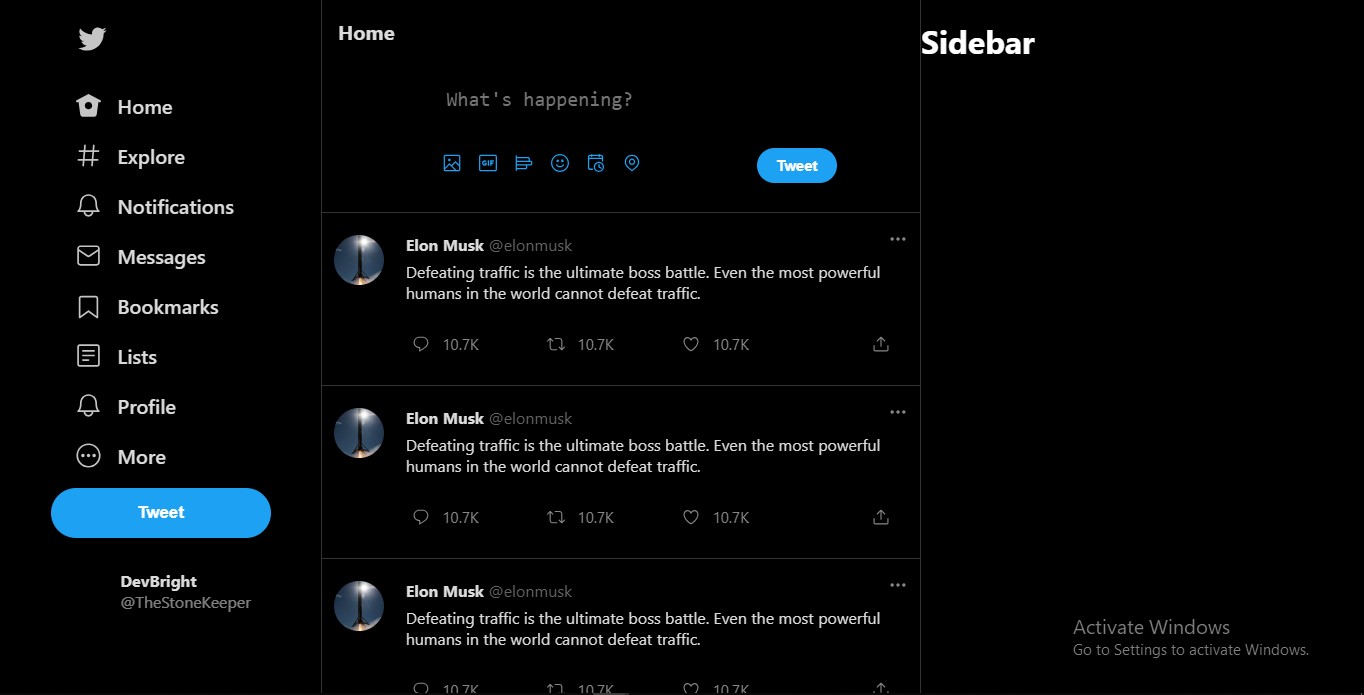 Home
Explore
Notifications
Messages
Bookmarks
Lists
Profile
More
Tweet
DevBright
@TheStoneKeeper
Home
What's happening?
GIF
Tweet
Elon Musk @elonmusk
Defeating traffic is the ultimate boss battle. Even the most powerful
humans in the world cannot defeat traffic.
10.7K 10.7K 10.7K
Elon Musk @elonmusk
Defeating traffic is the ultimate boss battle. Even the most powerful
humans in the world cannot defeat traffic.
10.7K 10.7K 10.7K
Elon Musk @elonmusk
Defeating traffic is the ultimate boss battle. Even the most powerful
humans in the world cannot defeat traffic.
10.7K 10.7K 10.7K
Sidebar
Activate Windows
Go to Settings to activate Windows.